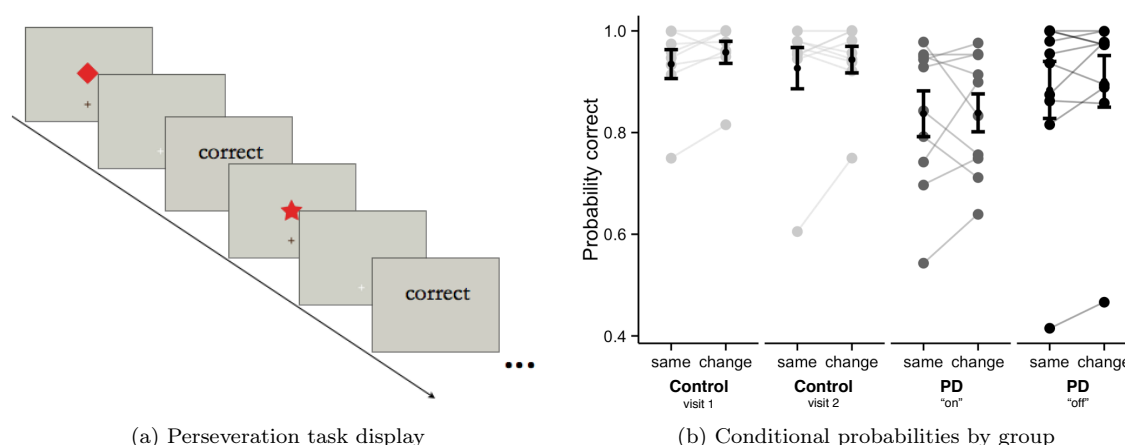 correct
correct
(a) Perseveration task display
Probability correct
1.0
0.8
0.6
0.4
same change same change same change same change
Control Control PD PD
visit 1 visit 2 “on” “off”
(b) Conditional probabilities by group